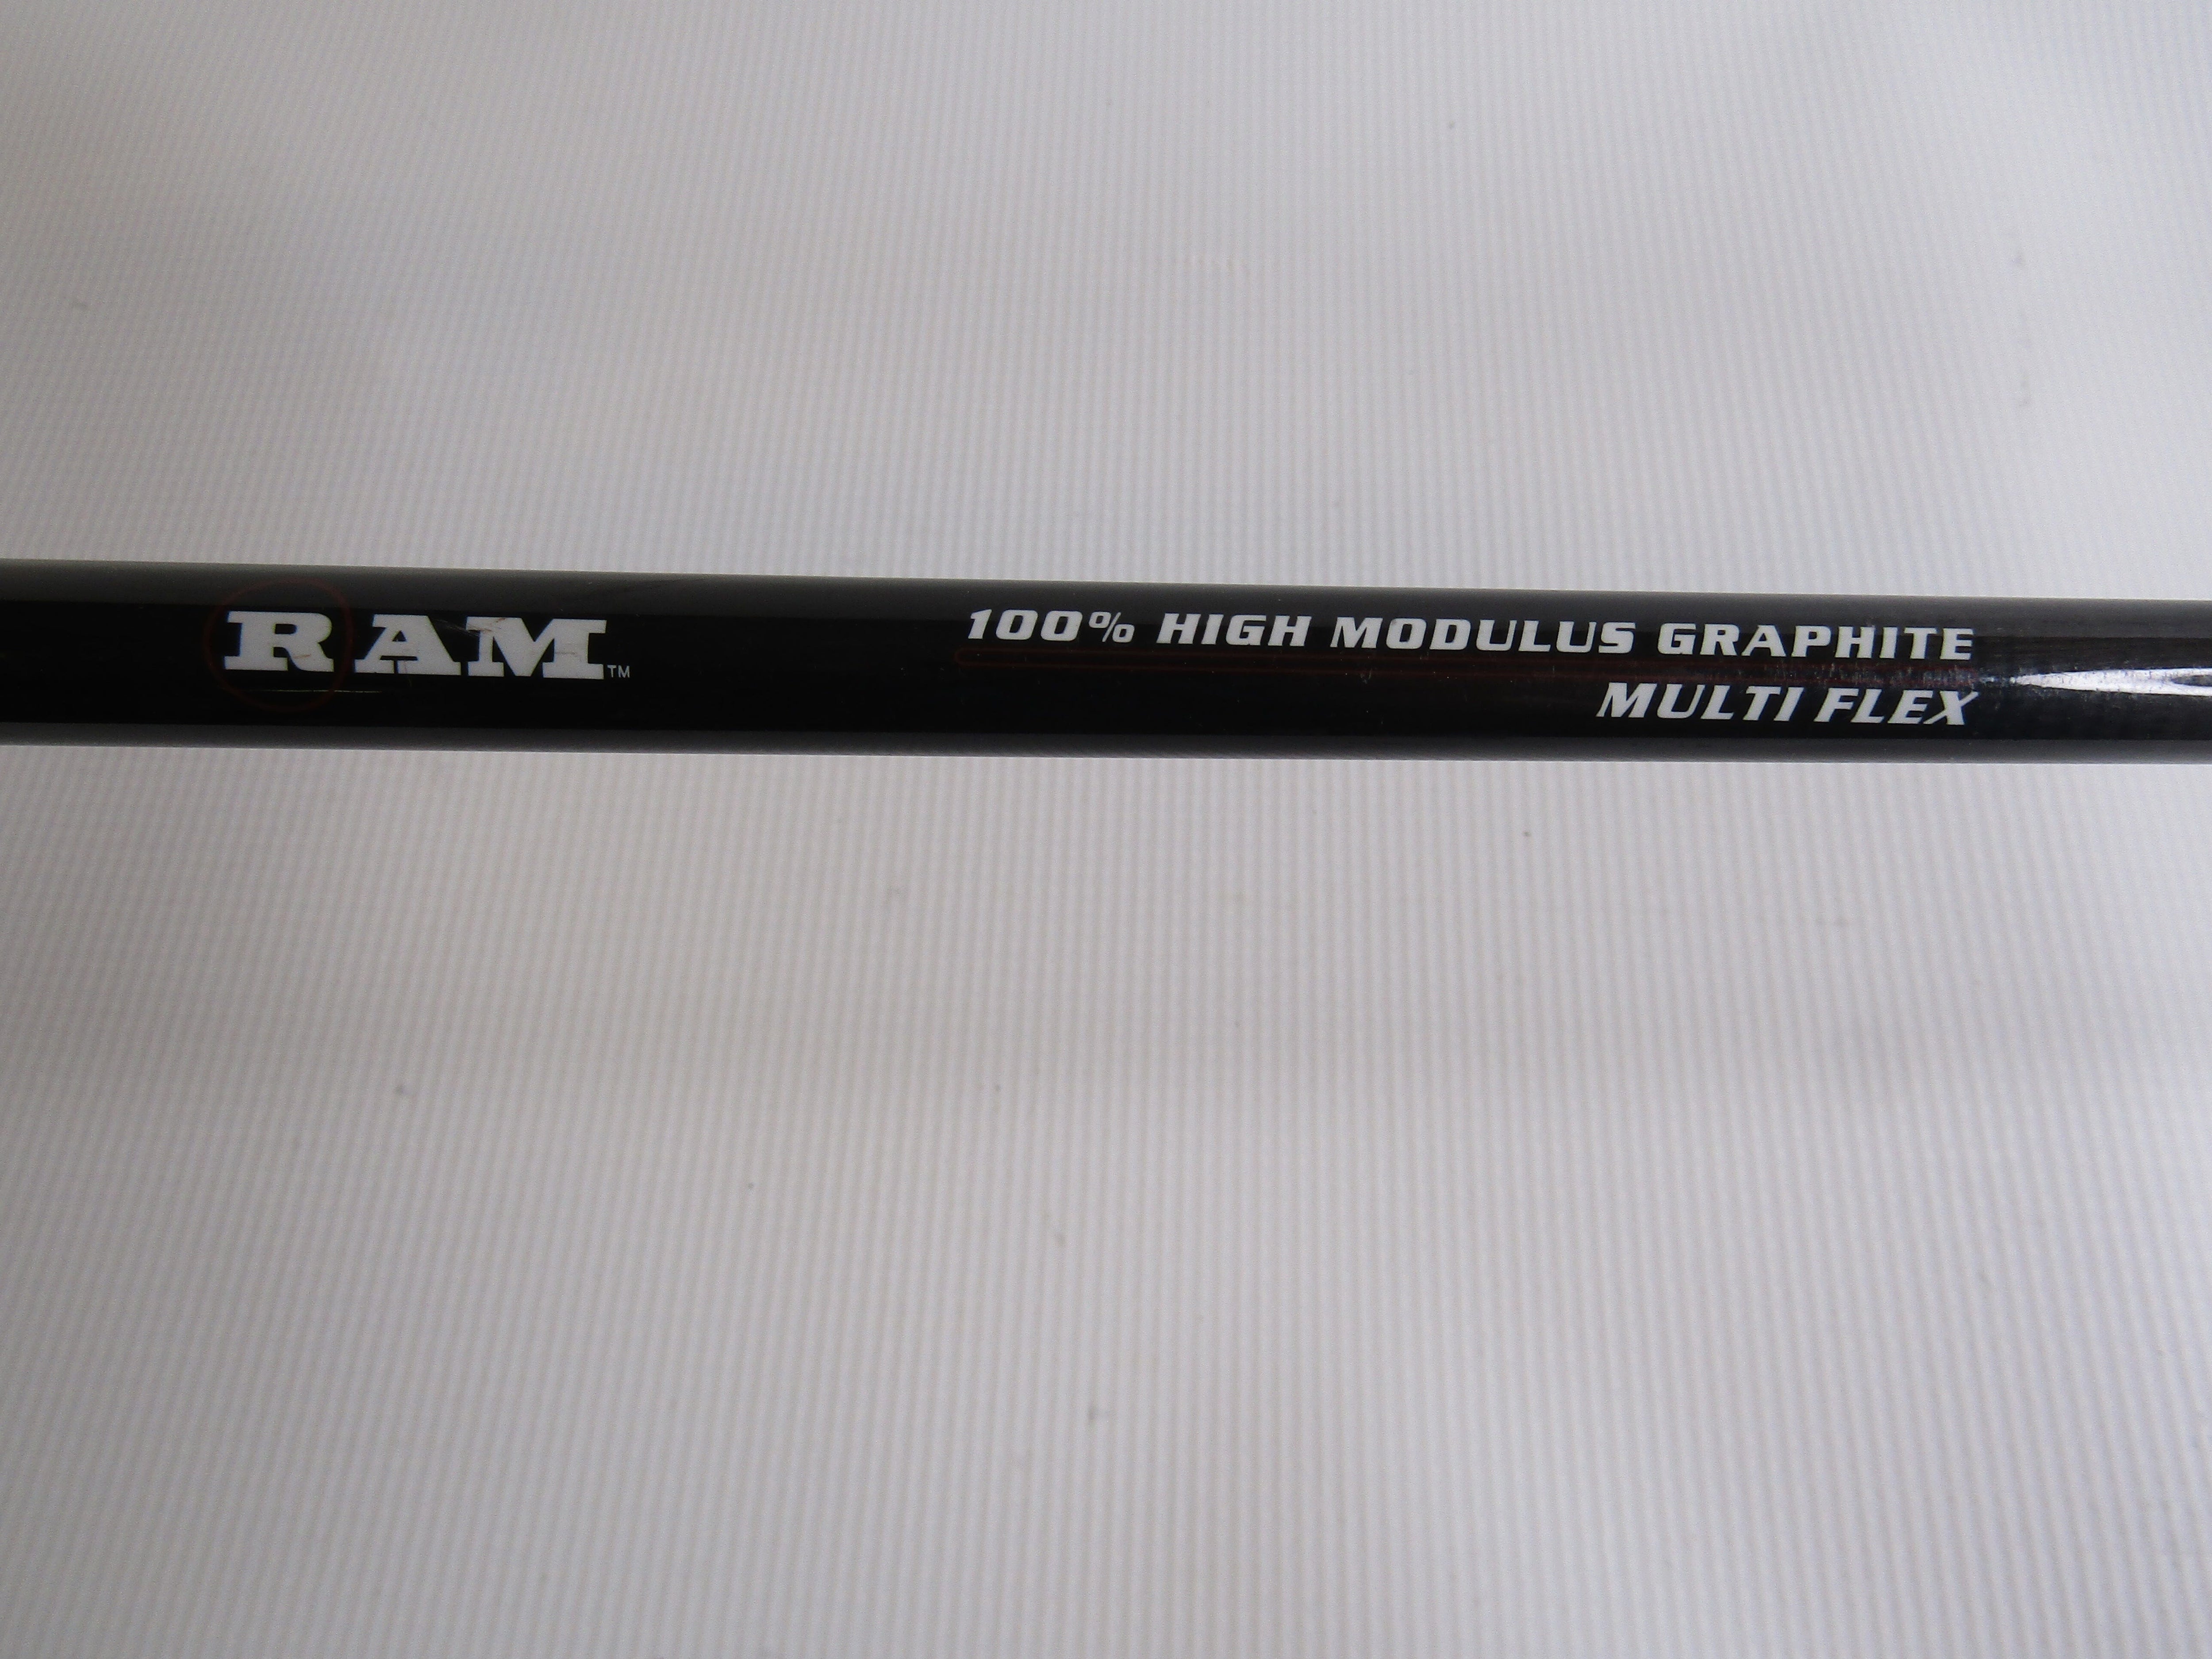 RAM™
100% HIGH MODULUS GRAPHITE
MULTI FLEX